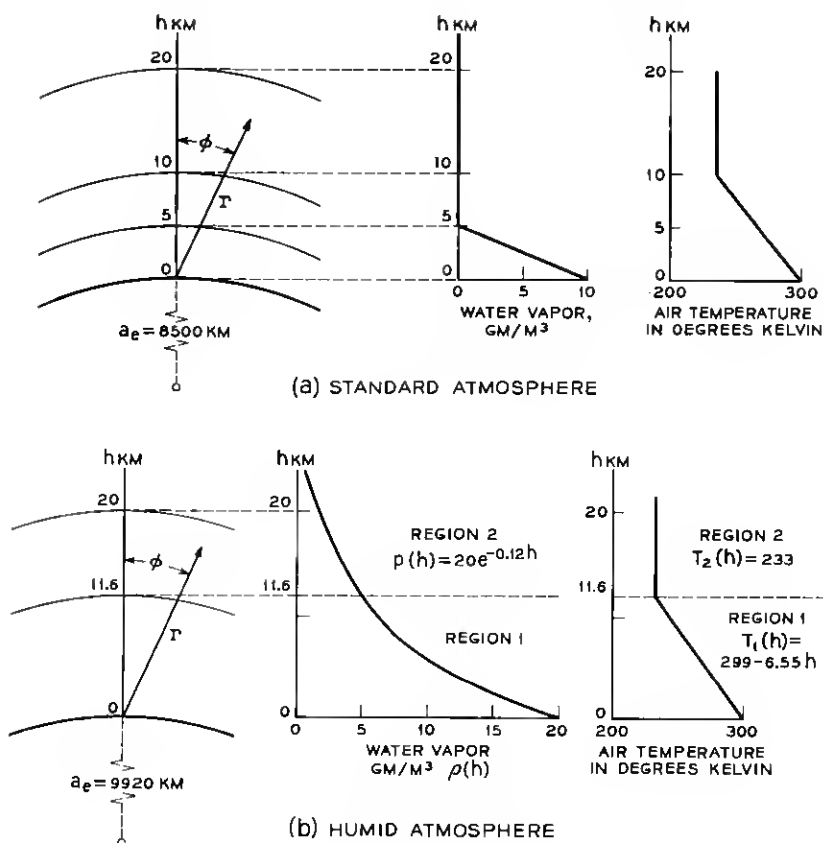 h KM
20
10
5
0
ϕ
r
a_e = 8500 KM
h KM
20
10
5
0
0 5 10
WATER VAPOR,
GM/M³
h KM
20
10
5
0
200 300
AIR TEMPERATURE
IN DEGREES KELVIN
(a) STANDARD ATMOSPHERE
h KM
20
11.6
0
ϕ
r
a_e = 9920 KM
h KM
20
11.6
0
REGION 2
p(h) = 20e^-0.12h
REGION 1
0 5 10 15 20
WATER VAPOR
GM/M³ ρ(h)
h KM
20
11.6
0
REGION 2
T₂(h) = 233
REGION 1
T₁(h) =
299-6.55h
200 300
AIR TEMPERATURE
IN DEGREES KELVIN
(b) HUMID ATMOSPHERE